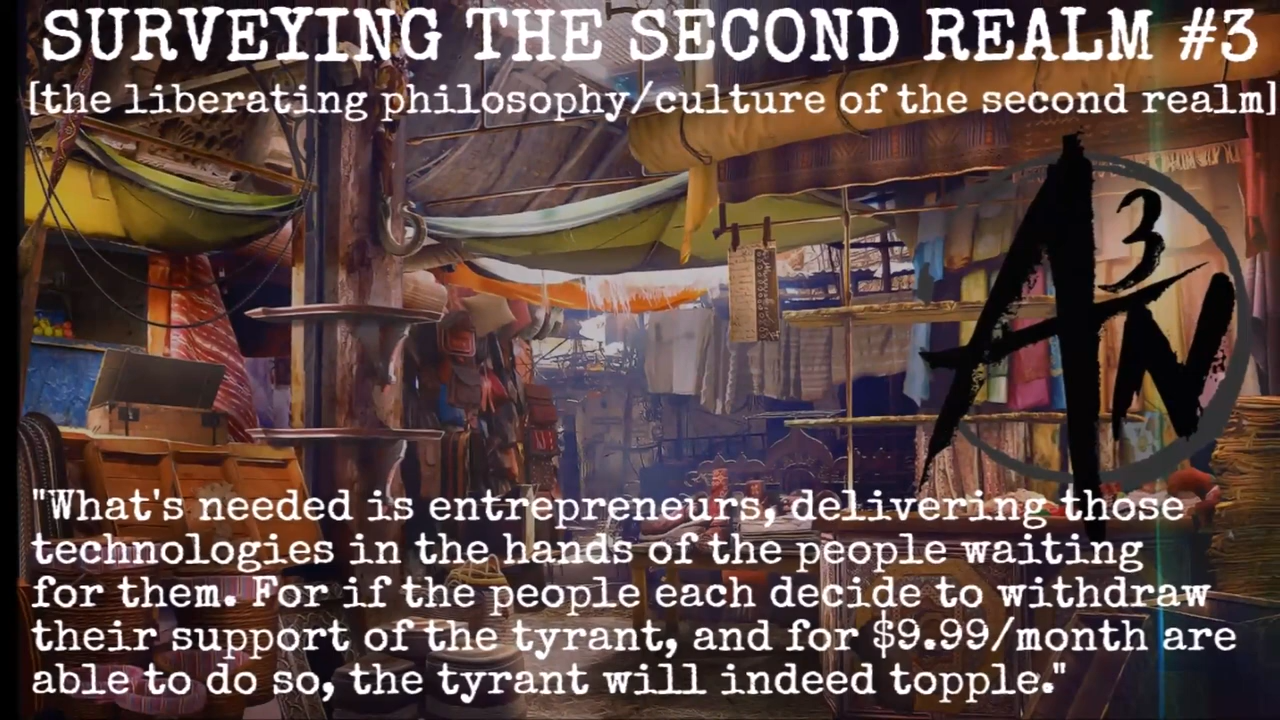 SURVEYING THE SECOND REALM #3
[the liberating philosophy/culture of the second realm]
A3N
"What's needed is entrepreneurs, delivering those
technologies in the hands of the people waiting
for them. For if the people each decide to withdraw
their support of the tyrant, and for $9.99/month are
able to do so, the tyrant will indeed topple."